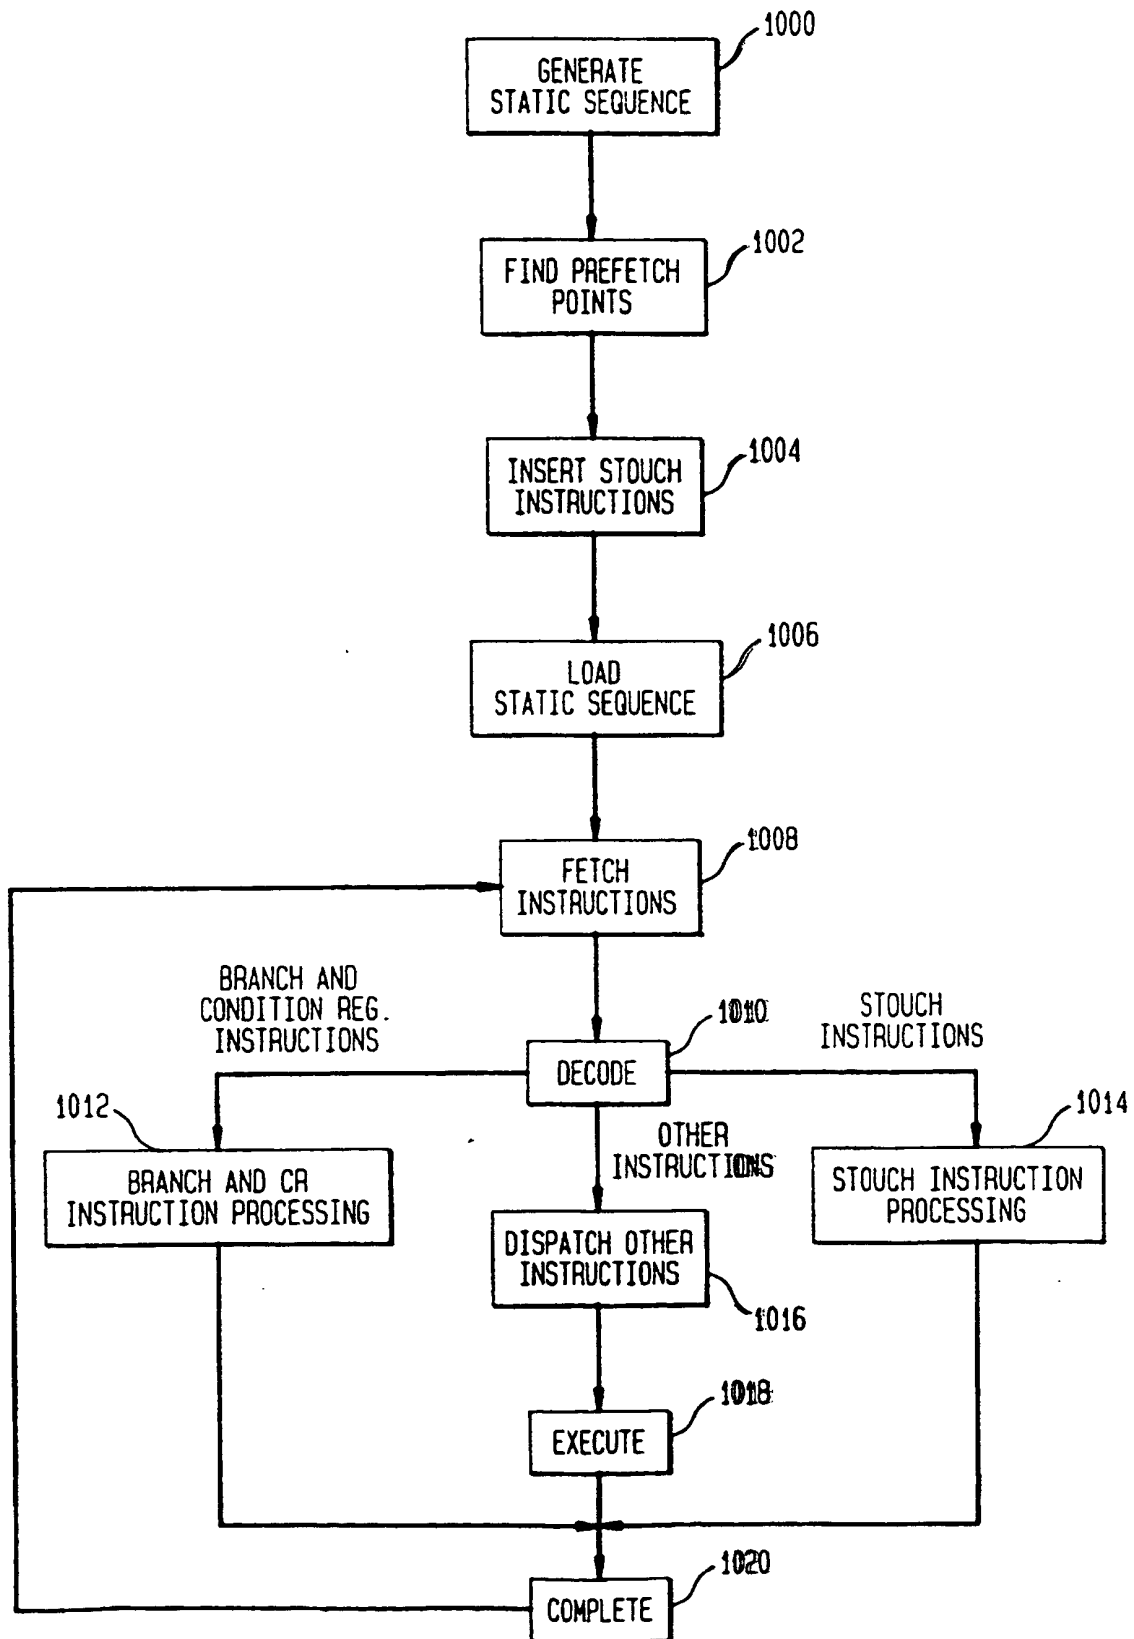 1000
GENERATE
STATIC SEQUENCE
1002
FIND PREFETCH
POINTS
1004
INSERT STOUCH
INSTRUCTIONS
1006
LOAD
STATIC SEQUENCE
1008
FETCH
INSTRUCTIONS
BRANCH AND
CONDITION REG.
INSTRUCTIONS
1010
STOUCH
INSTRUCTIONS
DECODE
1012
OTHER
INSTRUCTIONS
1014
BRANCH AND CR
INSTRUCTION PROCESSING
STOUCH INSTRUCTION
PROCESSING
DISPATCH OTHER
INSTRUCTIONS
1016
1018
EXECUTE
1020
COMPLETE